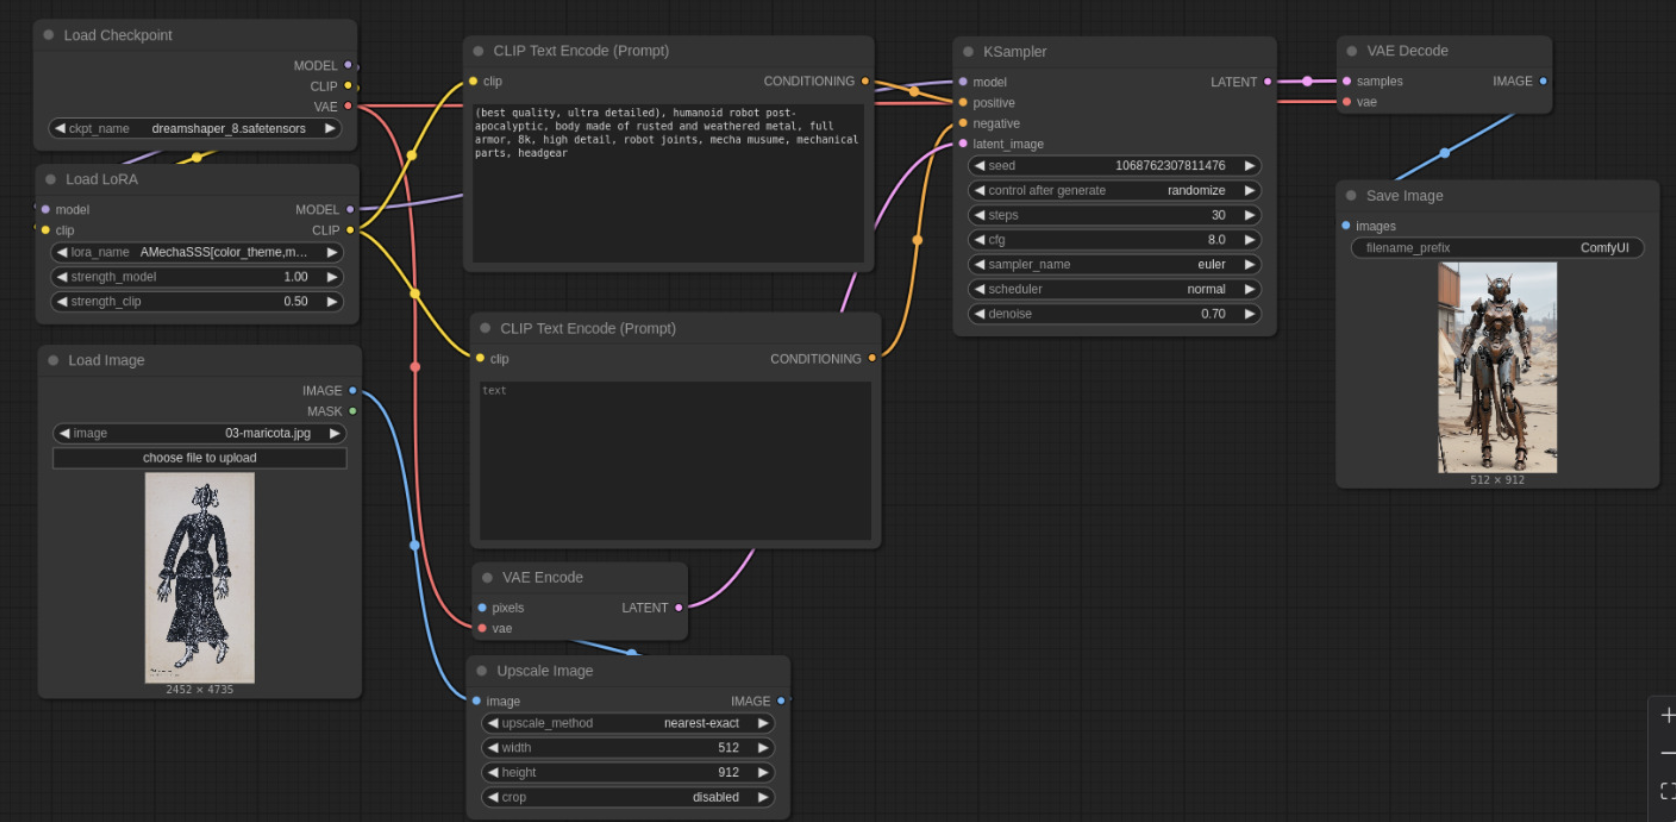 Load Checkpoint
MODEL
CLIP
VAE
ckpt_name dreamshaper_8.safetensors
Load LoRA
model MODEL
clip CLIP
lora_name AMechaSSS[color_theme,m...
strength_model 1.00
strength_clip 0.50
Load Image
IMAGE
MASK
image 03-maricota.jpg
choose file to upload
2452 × 4735
CLIP Text Encode (Prompt)
clip CONDITIONING
(best quality, ultra detailed), humanoid robot post-
apocalyptic, body made of rusted and weathered metal, full
armor, 8k, high detail, robot joints, mecha musume, mechanical
parts, headgear
CLIP Text Encode (Prompt)
clip CONDITIONING
text
VAE Encode
pixels LATENT
vae
Upscale Image
image IMAGE
upscale_method nearest-exact
width 512
height 912
crop disabled
KSampler
model LATENT
positive
negative
latent_image
seed 1068762307811476
control after generate randomize
steps 30
cfg 8.0
sampler_name euler
scheduler normal
denoise 0.70
VAE Decode
samples IMAGE
vae
Save Image
images
filename_prefix ComfyUI
512 × 912